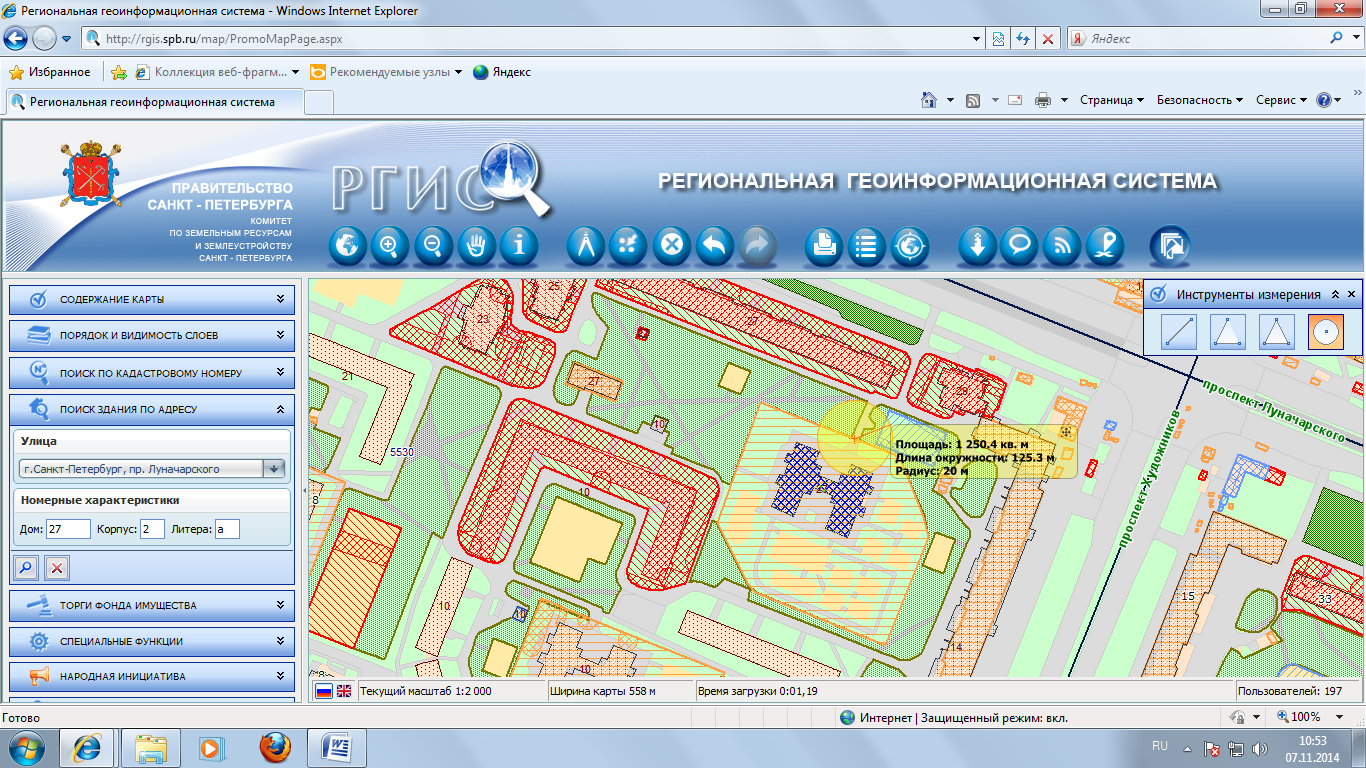 Региональная геоинформационная система - Windows Internet Explorer
http://rgis.spb.ru/map/PromoMapPage.aspx
Яндекс
Избранное
Коллекция веб-фрагм...
Рекомендуемые узлы
Яндекс
Региональная геоинформационная система
Страница
Безопасность
Сервис
ПРАВИТЕЛЬСТВО
САНКТ - ПЕТЕРБУРГА
КОМИТЕТ
ПО ЗЕМЕЛЬНЫМ РЕСУРСАМ
И ЗЕМЛЕУСТРОЙСТВУ
САНКТ - ПЕТЕРБУРГА
РГИС
РЕГИОНАЛЬНАЯ ГЕОИНФОРМАЦИОННАЯ СИСТЕМА
СОДЕРЖАНИЕ КАРТЫ
ПОРЯДОК И ВИДИМОСТЬ СЛОЕВ
ПОИСК ПО КАДАСТРОВОМУ НОМЕРУ
ПОИСК ЗДАНИЯ ПО АДРЕСУ
Улица
г.Санкт-Петербург, пр. Луначарского
Номерные характеристики
Дом: 27 Корпус: 2 Литера: а
ТОРГИ ФОНДА ИМУЩЕСТВА
СПЕЦИАЛЬНЫЕ ФУНКЦИИ
НАРОДНАЯ ИНИЦИАТИВА
Инструменты измерения
25
23
27
21
27
29
10
5530
10
8
10
10
10
14
15
33
проспект Луначарского
проспект Художников
Площадь: 1 250.4 кв. м
Длина окружности: 125.3 м
Радиус: 20 м
Текущий масштаб 1:2 000
Ширина карты 558 м
Время загрузки 0:01,19
Пользователей: 197
Готово
Интернет | Защищенный режим: вкл.
100%
RU
10:53
07.11.2014